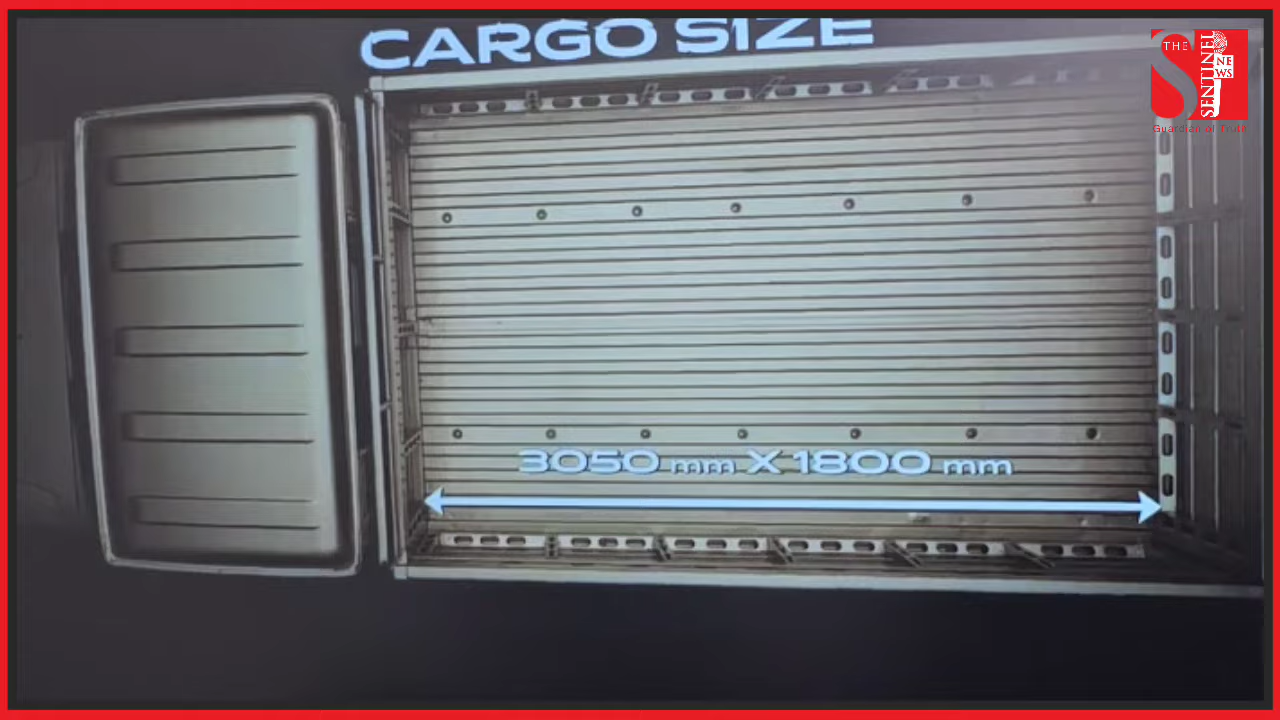 CARGO SIZE
THE
S
SENTINEL
NEWS
Guardian of Truth
3050 mm X 1800 mm